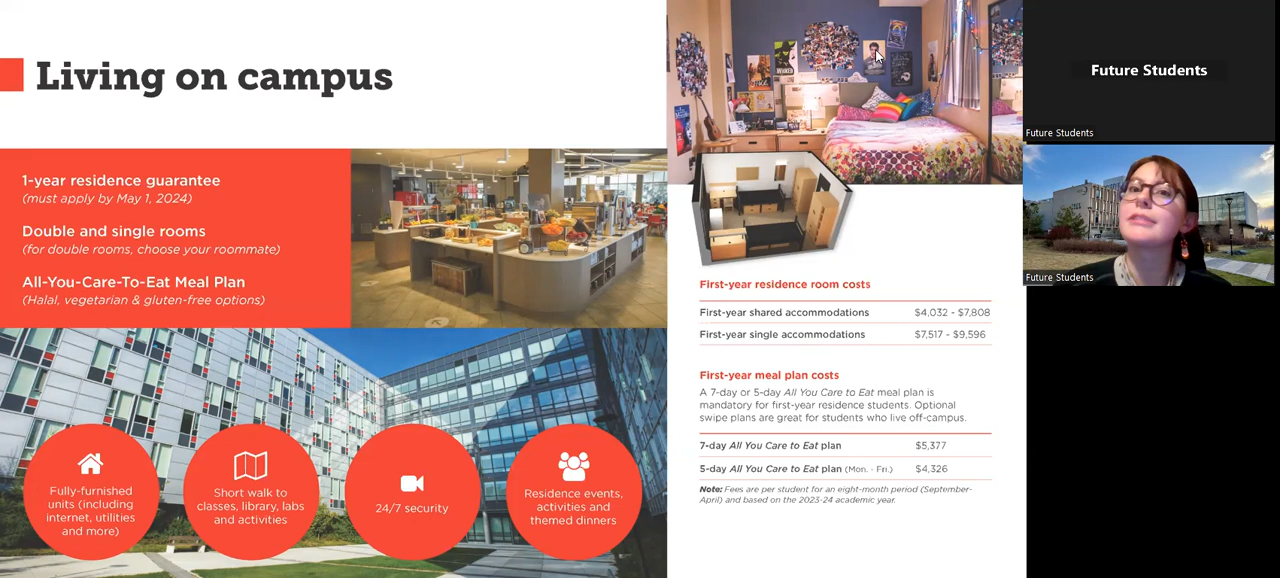 Living on campus
1-year residence guarantee
(must apply by May 1, 2024)
Double and single rooms
(for double rooms, choose your roommate)
All-You-Care-To-Eat Meal Plan
(Halal, vegetarian & gluten-free options)
Fully-furnished
units (including
internet, utilities
and more)
Short walk to
classes, library, labs
and activities
24/7 security
Residence events,
activities and
themed dinners
WICKED
First-year residence room costs
First-year shared accommodations $4,032 - $7,808
First-year single accommodations $7,517 - $9,596
First-year meal plan costs
A 7-day or 5-day All You Care to Eat meal plan is
mandatory for first-year residence students. Optional
swipe plans are great for students who live off-campus.
7-day All You Care to Eat plan $5,377
5-day All You Care to Eat plan (Mon. - Fri.) $4,326
Note: Fees are per student for an eight-month period (September-
April) and based on the 2023-24 academic year.
Future Students
Future Students
Future Students